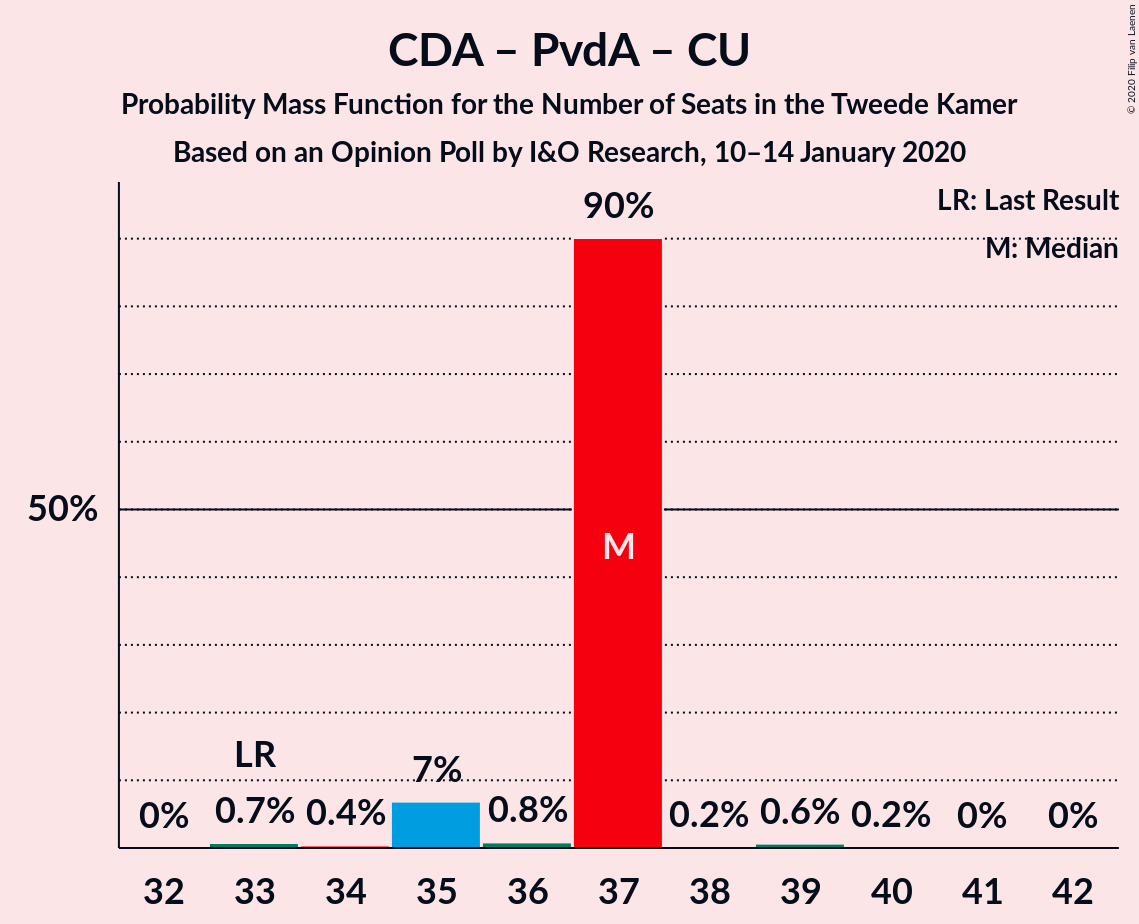 CDA – PvdA – CU
Probability Mass Function for the Number of Seats in the Tweede Kamer
Based on an Opinion Poll by I&O Research, 10–14 January 2020
© 2020 Filip van Laenen
LR: Last Result
M: Median
90%
50%
M
LR
7%
0% 0.7% 0.4% 0.8% 0.2% 0.6% 0.2% 0% 0%
32 33 34 35 36 37 38 39 40 41 42